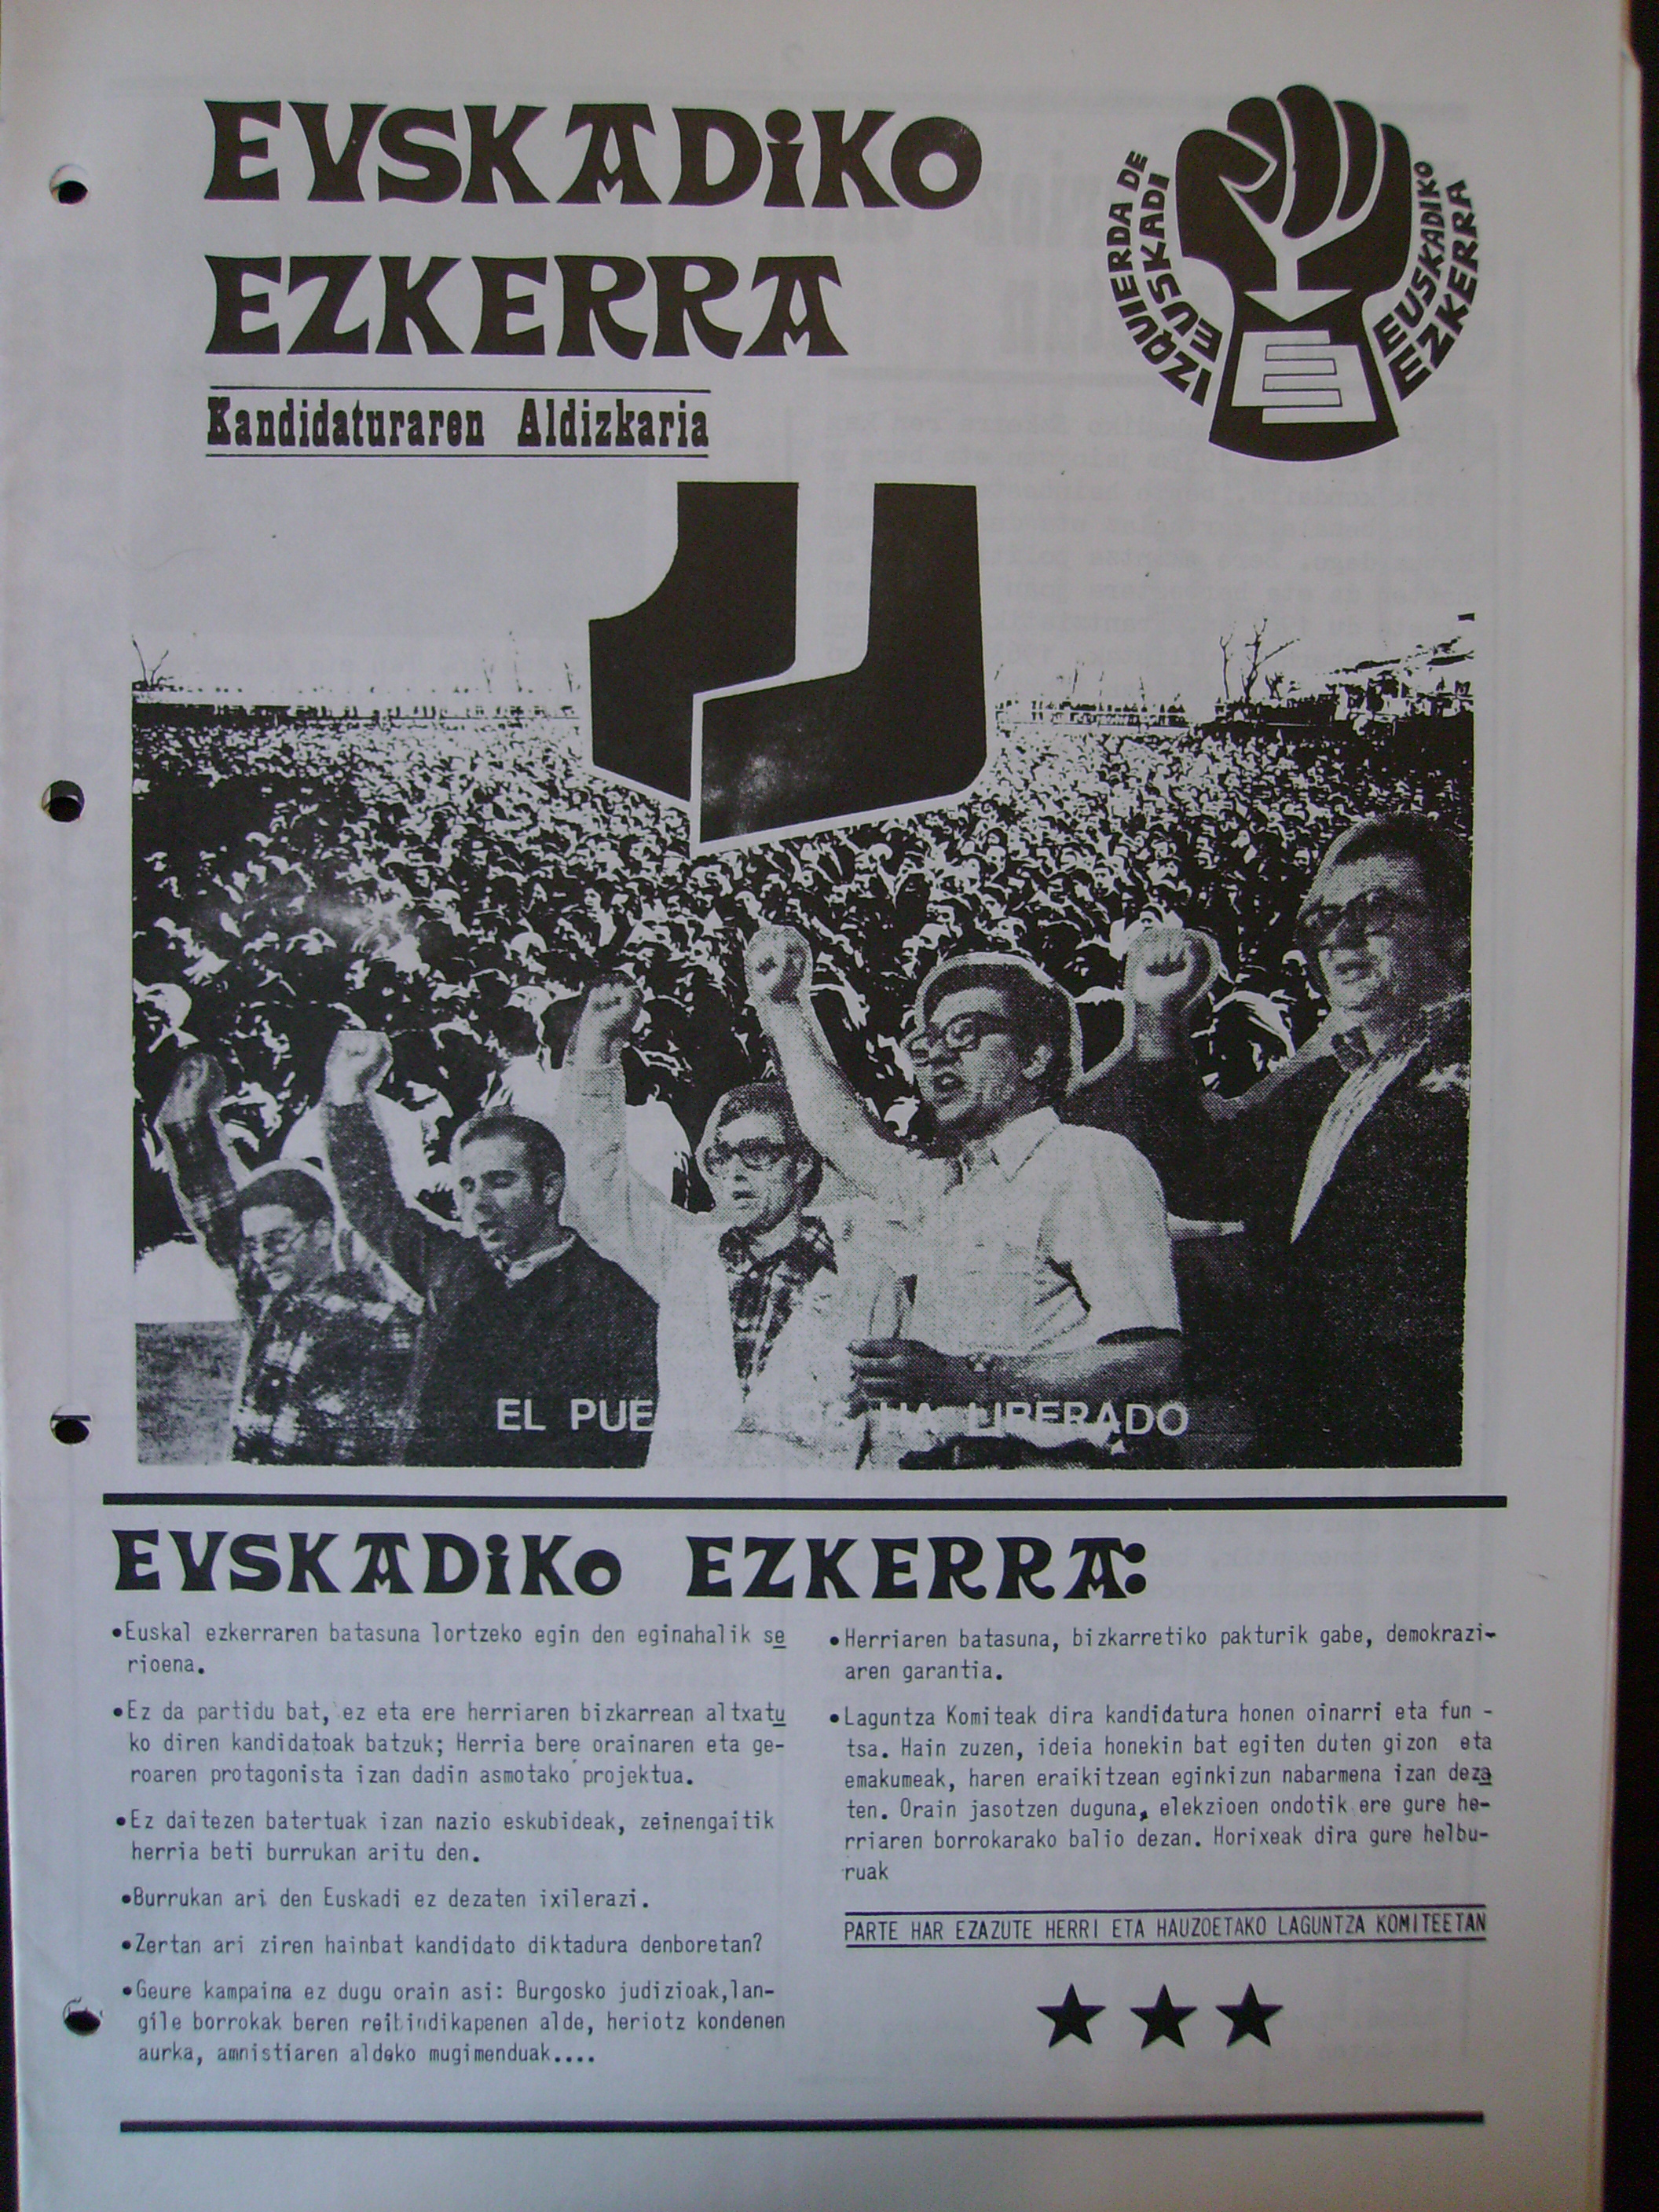 EVSKADiKO
EZKERRA
Kandidaturaren Aldizkaria
IZQUIERDA DE
EUSKADI
EUSKADIKO
EZKERRA
EL PUE HA LIBERADO
EVSKADiKo EZKERRA:
•Euskal ezkerraren batasuna lortzeko egin den eginahalik se
rioena.
•Ez da partidu bat, ez eta ere herriaren bizkarrean altxatu
ko diren kandidatoak batzuk; Herria bere orainaren eta ge-
roaren protagonista izan dadin asmotako projektua.
•Ez daitezen batertuak izan nazio eskubideak, zeinengaitik
herria beti burrukan aritu den.
•Burrukan ari den Euskadi ez dezaten ixilerazi.
•Zertan ari ziren hainbat kandidato diktadura denboretan?
•Geure kampaina ez dugu orain asi: Burgosko judizioak,lan-
gile borrokak beren reibindikapenen alde, heriotz kondenen
aurka, amnistiaren aldeko mugimenduak....
•Herriaren batasuna, bizkarretiko pakturik gabe, demokrazi-
aren garantia.
•Laguntza Komiteak dira kandidatura honen oinarri eta fun -
tsa. Hain zuzen, ideia honekin bat egiten duten gizon eta
emakumeak, haren eraikitzean eginkizun nabarmena izan deza
ten. Orain jasotzen duguna, elekzioen ondotik ere gure he-
rriaren borrokarako balio dezan. Horixeak dira gure helbu-
ruak
PARTE HAR EZAZUTE HERRI ETA HAUZOETAKO LAGUNTZA KOMITEETAN